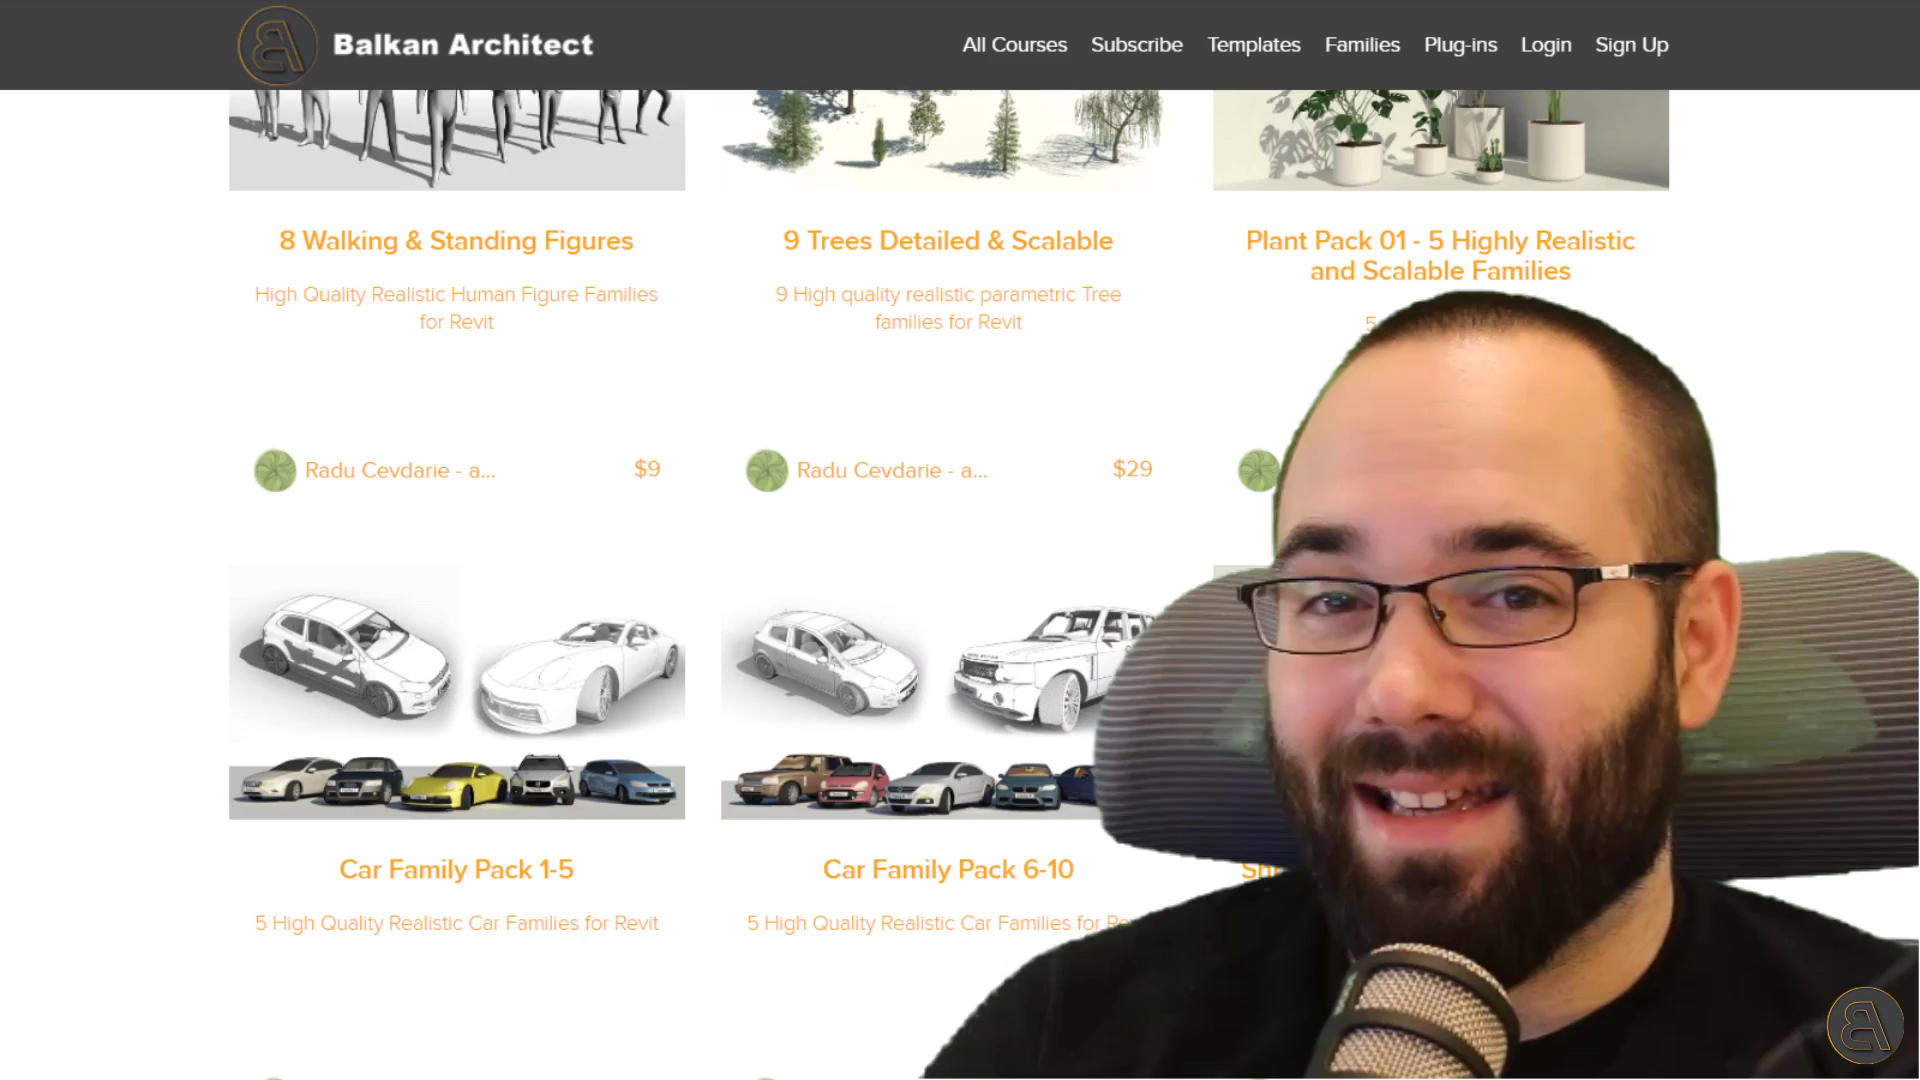 Balkan Architect
All Courses Subscribe Templates Families Plug-ins Login Sign Up
8 Walking & Standing Figures
High Quality Realistic Human Figure Families
for Revit
Radu Cevdarie - a... $9
9 Trees Detailed & Scalable
9 High quality realistic parametric Tree
families for Revit
Radu Cevdarie - a... $29
Plant Pack 01 - 5 Highly Realistic
and Scalable Families
5
Car Family Pack 1-5
5 High Quality Realistic Car Families for Revit
Car Family Pack 6-10
5 High Quality Realistic Car Families for